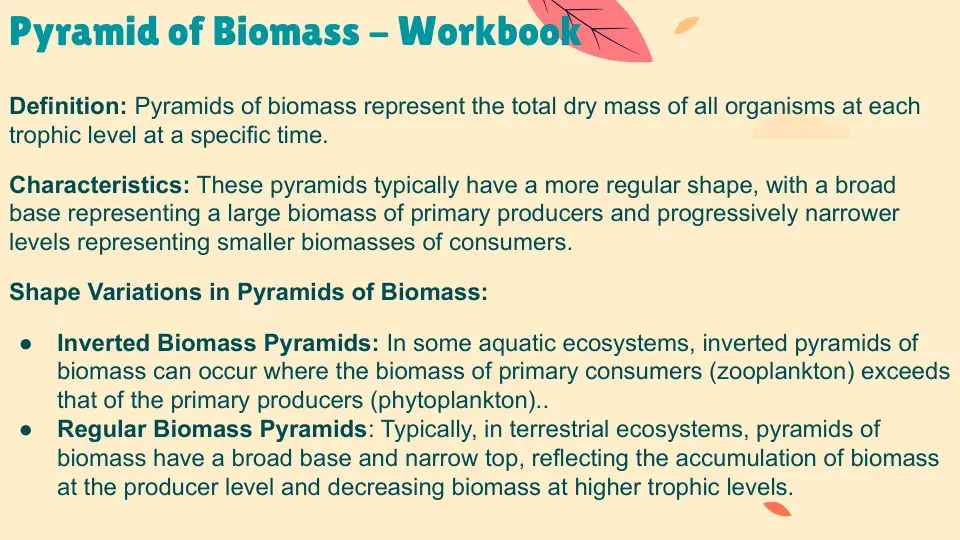 Pyramid of Biomass – Workbook
Definition: Pyramids of biomass represent the total dry mass of all organisms at each
trophic level at a specific time.
Characteristics: These pyramids typically have a more regular shape, with a broad
base representing a large biomass of primary producers and progressively narrower
levels representing smaller biomasses of consumers.
Shape Variations in Pyramids of Biomass:
● Inverted Biomass Pyramids: In some aquatic ecosystems, inverted pyramids of
biomass can occur where the biomass of primary consumers (zooplankton) exceeds
that of the primary producers (phytoplankton)..
● Regular Biomass Pyramids: Typically, in terrestrial ecosystems, pyramids of
biomass have a broad base and narrow top, reflecting the accumulation of biomass
at the producer level and decreasing biomass at higher trophic levels.